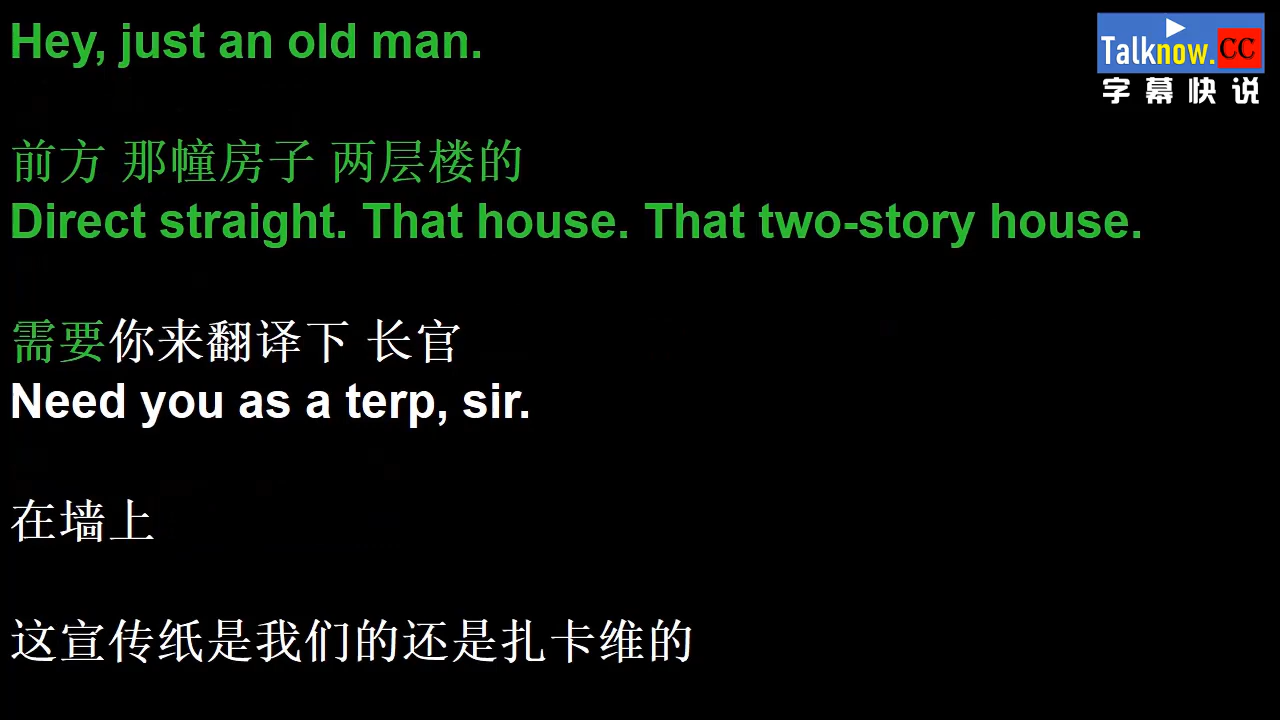 Hey, just an old man.
Talknow.CC
字幕快说
前方 那幢房子 两层楼的
Direct straight. That house. That two-story house.
需要你来翻译下 长官
Need you as a terp, sir.
在墙上
这宣传纸是我们的还是扎卡维的